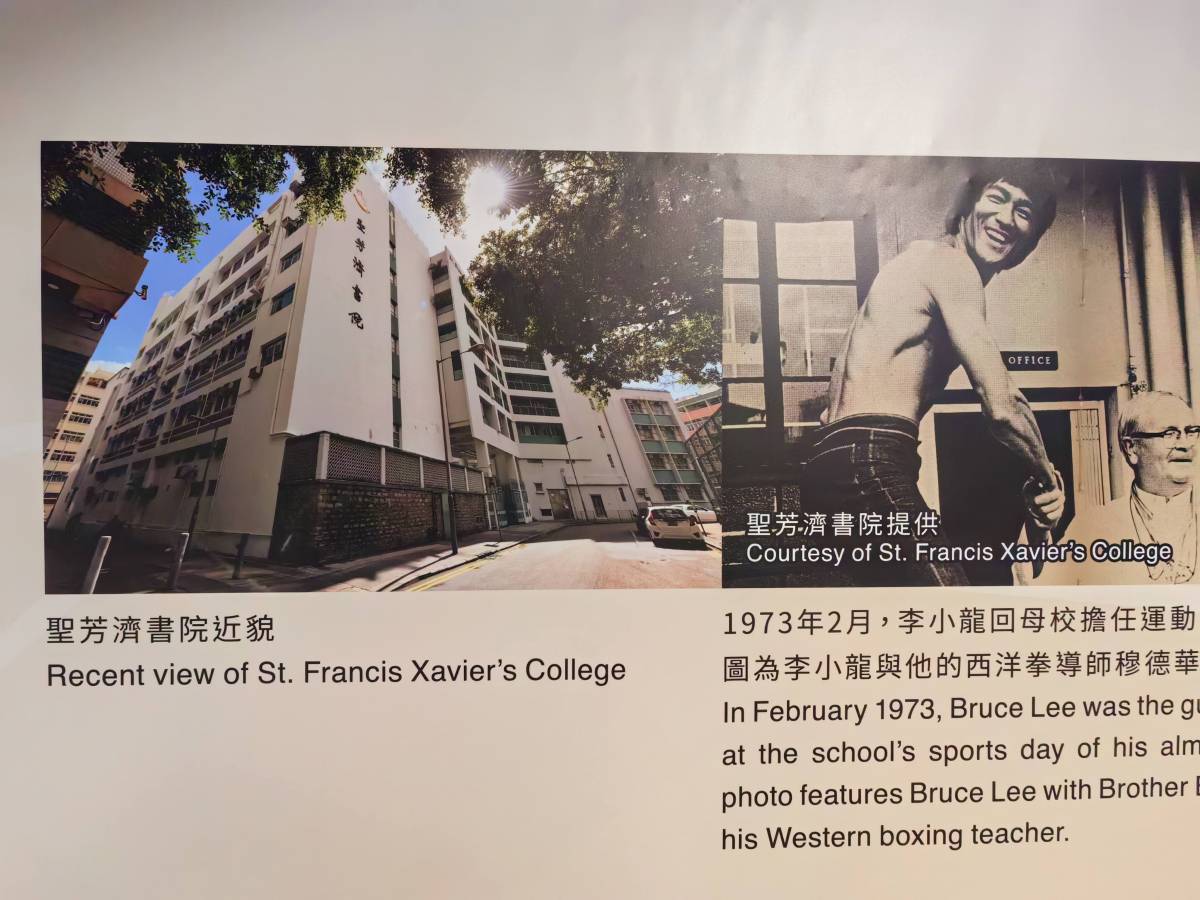 聖芳濟書院
OFFICE
聖芳濟書院提供
Courtesy of St. Francis Xavier's College
聖芳濟書院近貌
Recent view of St. Francis Xavier's College
1973年2月，李小龍回母校擔任運動
圖為李小龍與他的西洋拳導師穆德華
In February 1973, Bruce Lee was the gu
at the school's sports day of his alm
photo features Bruce Lee with Brother
his Western boxing teacher.